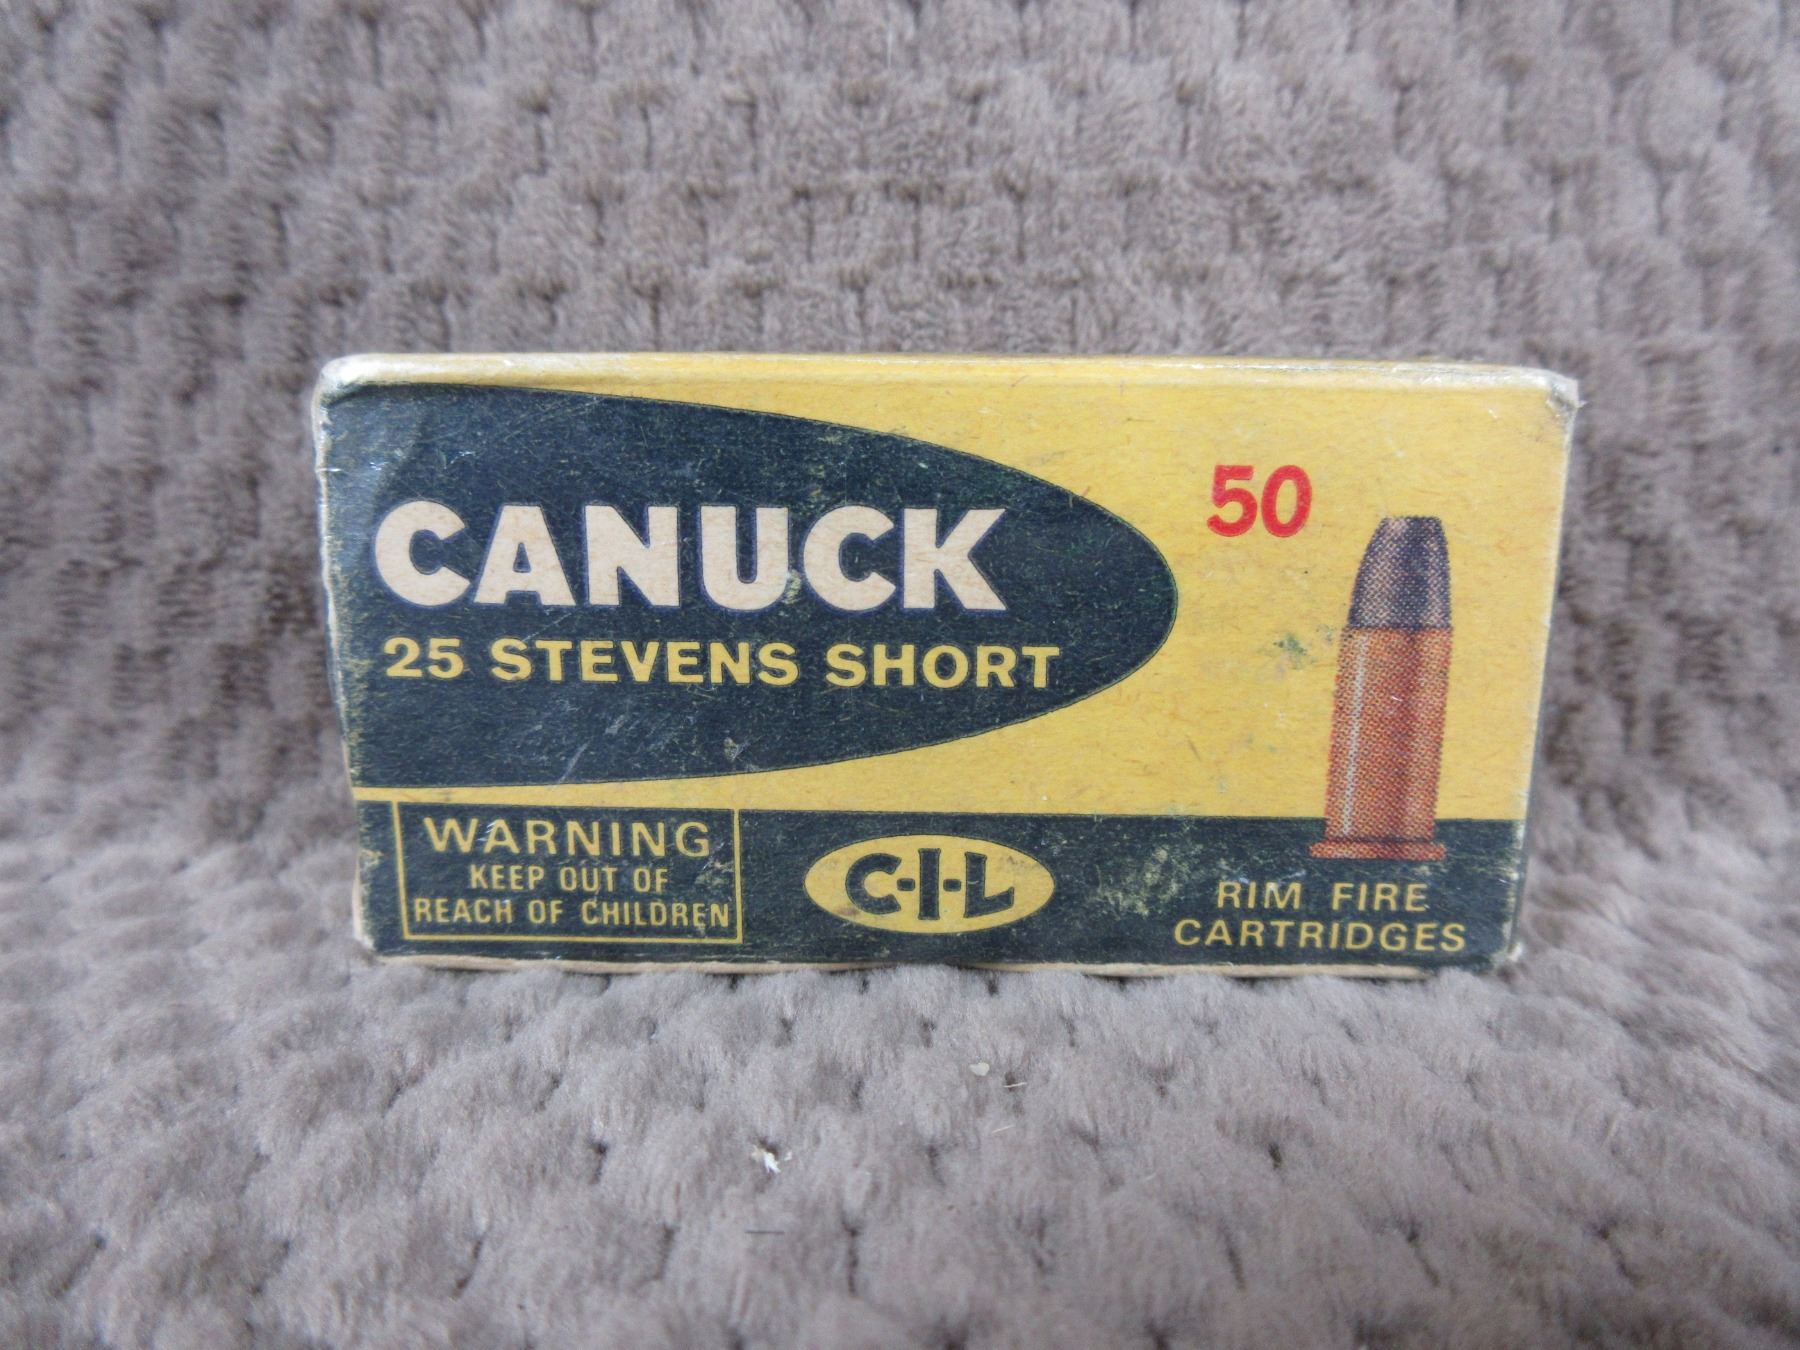 50
CANUCK
25 STEVENS SHORT
WARNING
KEEP OUT OF
REACH OF CHILDREN
C-I-L
RIM FIRE
CARTRIDGES